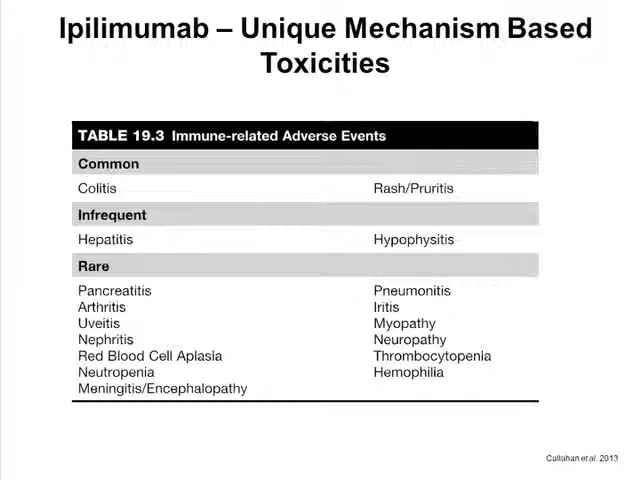 Ipilimumab – Unique Mechanism Based
Toxicities
TABLE 19.3 Immune-related Adverse Events
Common
Colitis Rash/Pruritis
Infrequent
Hepatitis Hypophysitis
Rare
Pancreatitis Pneumonitis
Arthritis Iritis
Uveitis Myopathy
Nephritis Neuropathy
Red Blood Cell Aplasia Thrombocytopenia
Neutropenia Hemophilia
Meningitis/Encephalopathy
Callahan et al. 2013